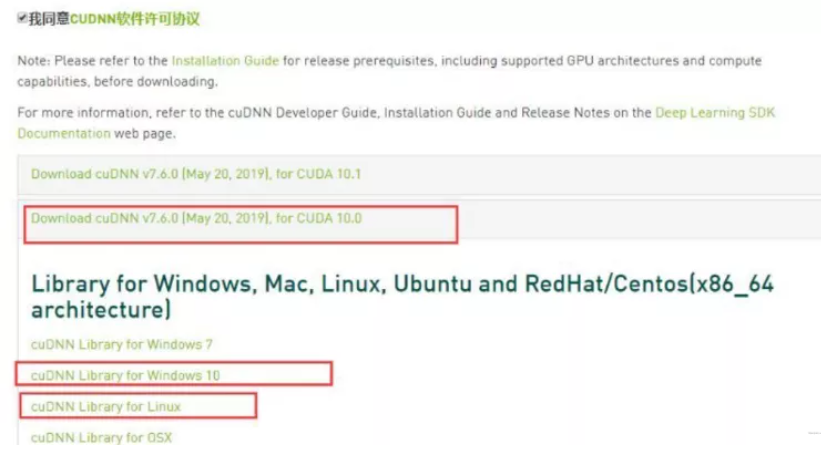 我同意CUDNN软件许可协议
Note: Please refer to the Installation Guide for release prerequisites, including supported GPU architectures and compute
capabilities, before downloading.
For more information, refer to the cuDNN Developer Guide, Installation Guide and Release Notes on the Deep Learning SDK
Documentation web page.
Download cuDNN v7.6.0 (May 20, 2019), for CUDA 10.1
Download cuDNN v7.6.0 (May 20, 2019), for CUDA 10.0
Library for Windows, Mac, Linux, Ubuntu and RedHat/Centos(x86_64
architecture)
cuDNN Library for Windows 7
cuDNN Library for Windows 10
cuDNN Library for Linux
cuDNN Library for OSX